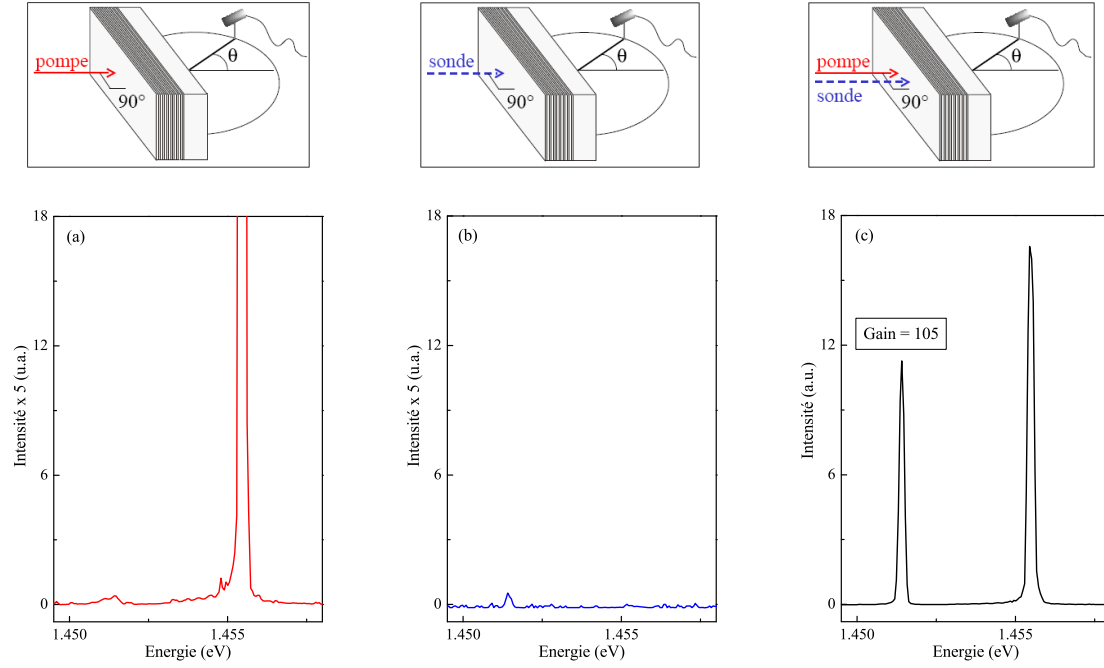 pompe
90°
θ
sonde
90°
θ
pompe
sonde
90°
θ
(a)
18
12
6
0
Intensité x 5 (u.a.)
1.450
1.455
Energie (eV)
(b)
18
12
6
0
Intensité x 5 (u.a.)
1.450
1.455
Energie (eV)
(c)
Gain = 105
18
12
6
0
Intensité (a.u.)
1.450
1.455
Energie (eV)